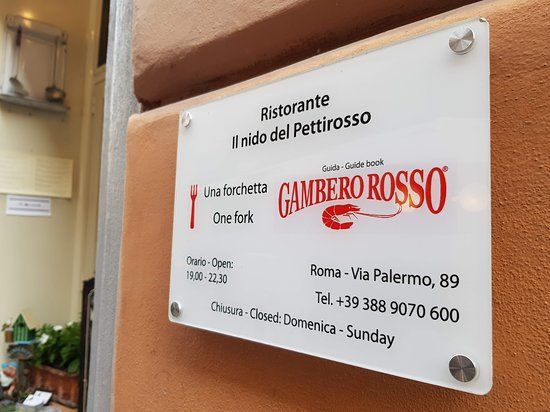 Ristorante
Il nido del Pettirosso
Guida - Guide book
Una forchetta
One fork
GAMBERO ROSSO®
Orario - Open:
19,00 - 22,30
Roma - Via Palermo, 89
Tel. +39 388 9070 600
Chiusura - Closed: Domenica - Sunday